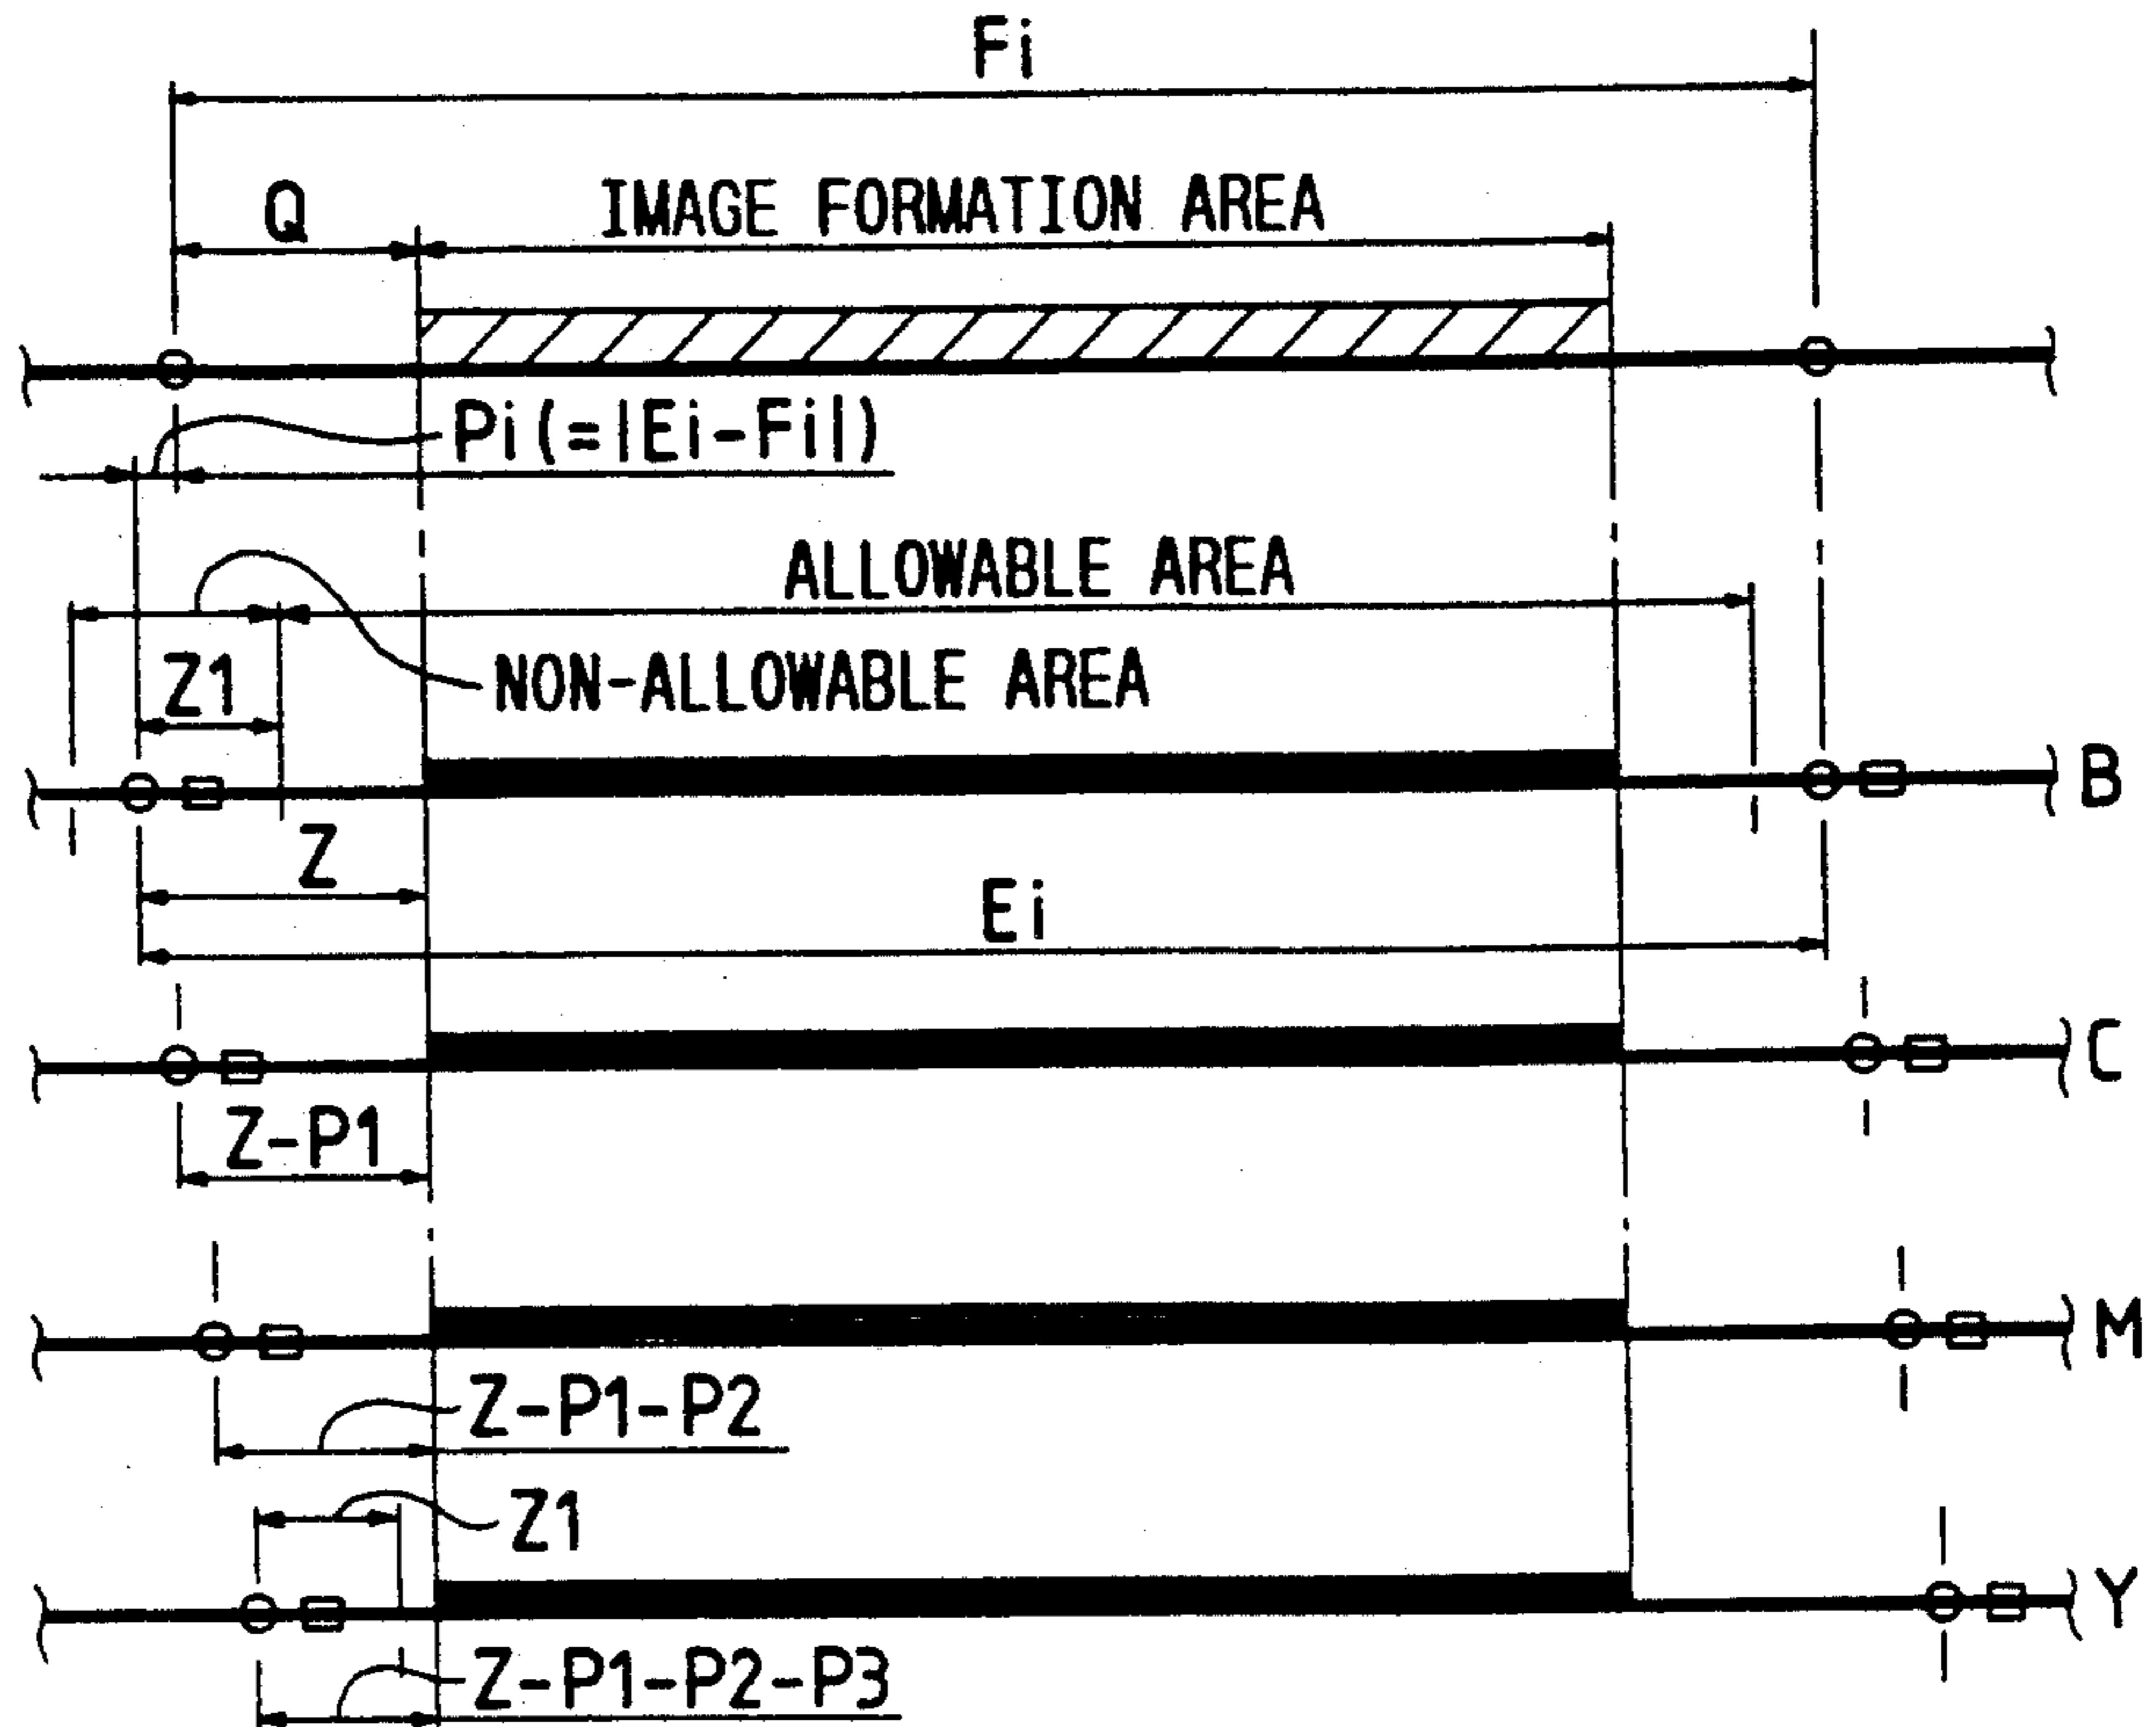 Fi
Q IMAGE FORMATION AREA
Pi(=|Ei-Fi|)
ALLOWABLE AREA
Z1 NON-ALLOWABLE AREA
B
Z
Ei
C
Z-P1
M
Z-P1-P2
Z1
Y
Z-P1-P2-P3